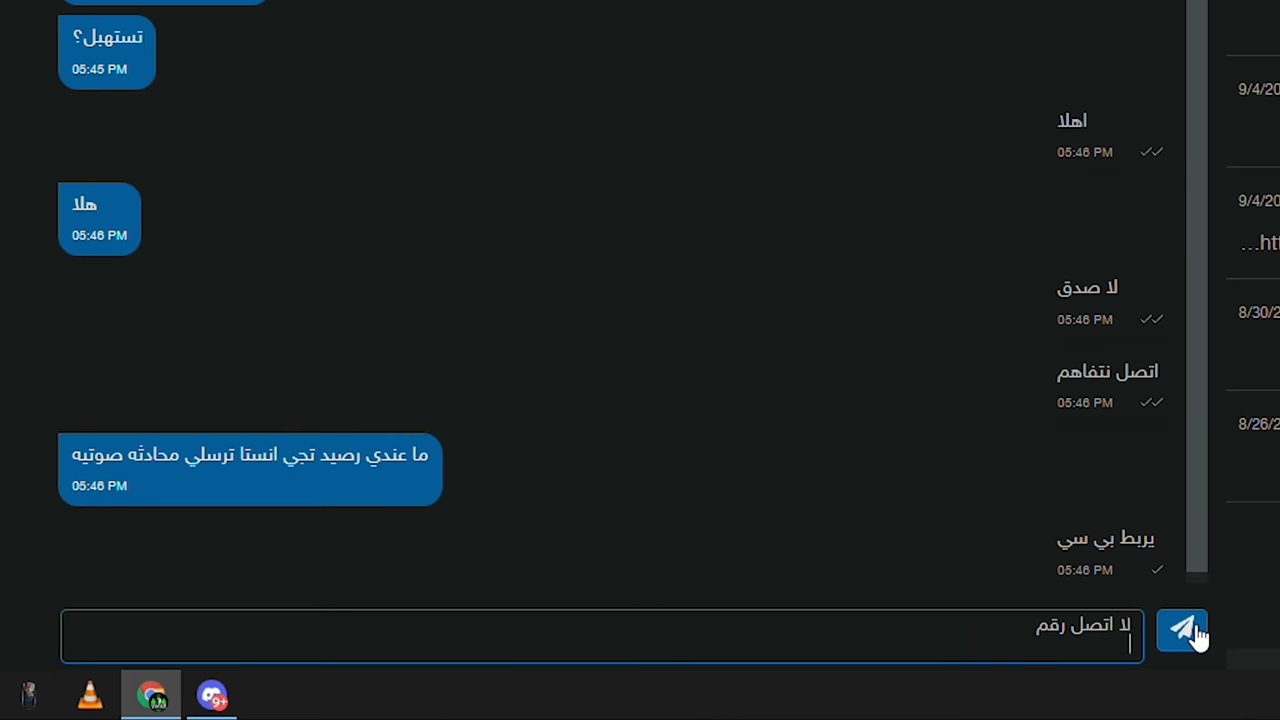 تستهبل؟
05:45 PM
اهلا
05:46 PM
هلا
05:46 PM
لا صدق
05:46 PM
اتصل نتفاهم
05:46 PM
ما عندي رصيد تجي انستا ترسلي محادثه صوتيه
05:46 PM
يربط بي سي
05:46 PM
لا اتصل رقم
9/4/20
9/4/20
...htt
8/30/2
8/26/2
9+